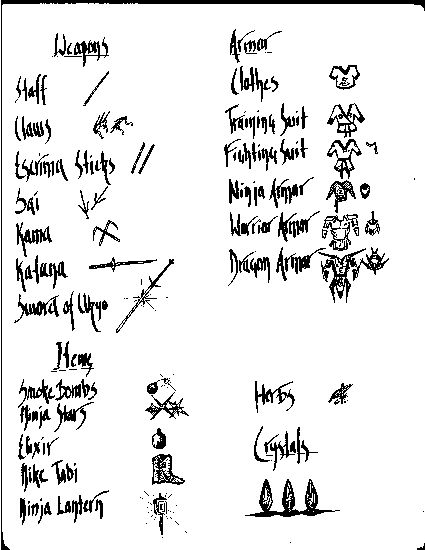 Weapons
Staff
Claws
Escrima Sticks
Sai
Kama
Katana
Sword of Ukyo
Armor
Clothes
Training Suit
Fighting Suit
Ninja Armor
Warrior Armor
Dragon Armor
Items
Smoke Bombs
Ninja Stars
Elixir
Nike Tabi
Ninja Lantern
Herbs
Crystals